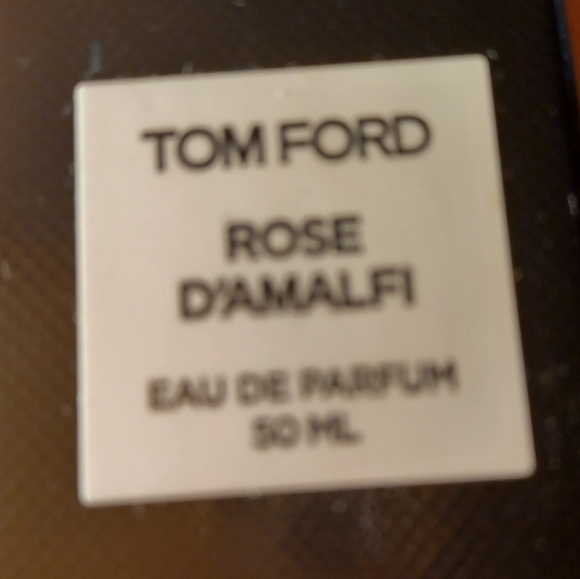 TOM FORD
ROSE
D'AMALFI
EAU DE PARFUM
50 ML